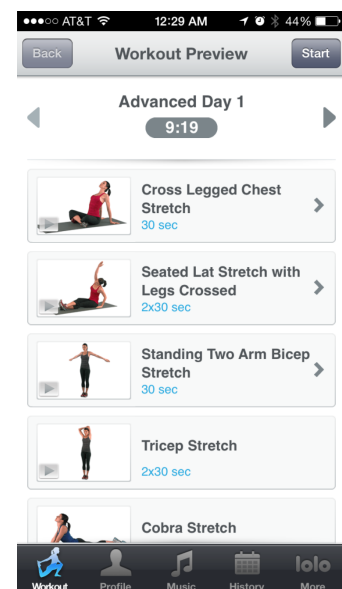 AT&T 12:29 AM 44%
Back Workout Preview Start
Advanced Day 1
9:19
Cross Legged Chest
Stretch
30 sec
Seated Lat Stretch with
Legs Crossed
2x30 sec
Standing Two Arm Bicep
Stretch
30 sec
Tricep Stretch
2x30 sec
Cobra Stretch
lolo
Workout Profile Music History More